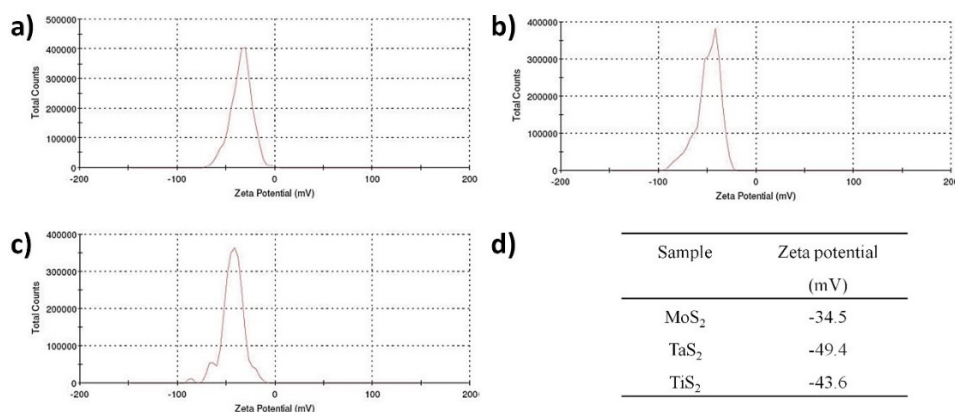 a)
500000
400000
300000
200000
100000
0
Total Counts
-200
-100
0
100
200
Zeta Potential (mV)
b)
400000
300000
200000
100000
0
Total Counts
-200
-100
0
100
200
Zeta Potential (mV)
c)
400000
300000
200000
100000
0
Total Counts
-200
-100
0
100
200
Zeta Potential (mV)
d)
Sample Zeta potential
(mV)
MoS₂ -34.5
TaS₂ -49.4
TiS₂ -43.6